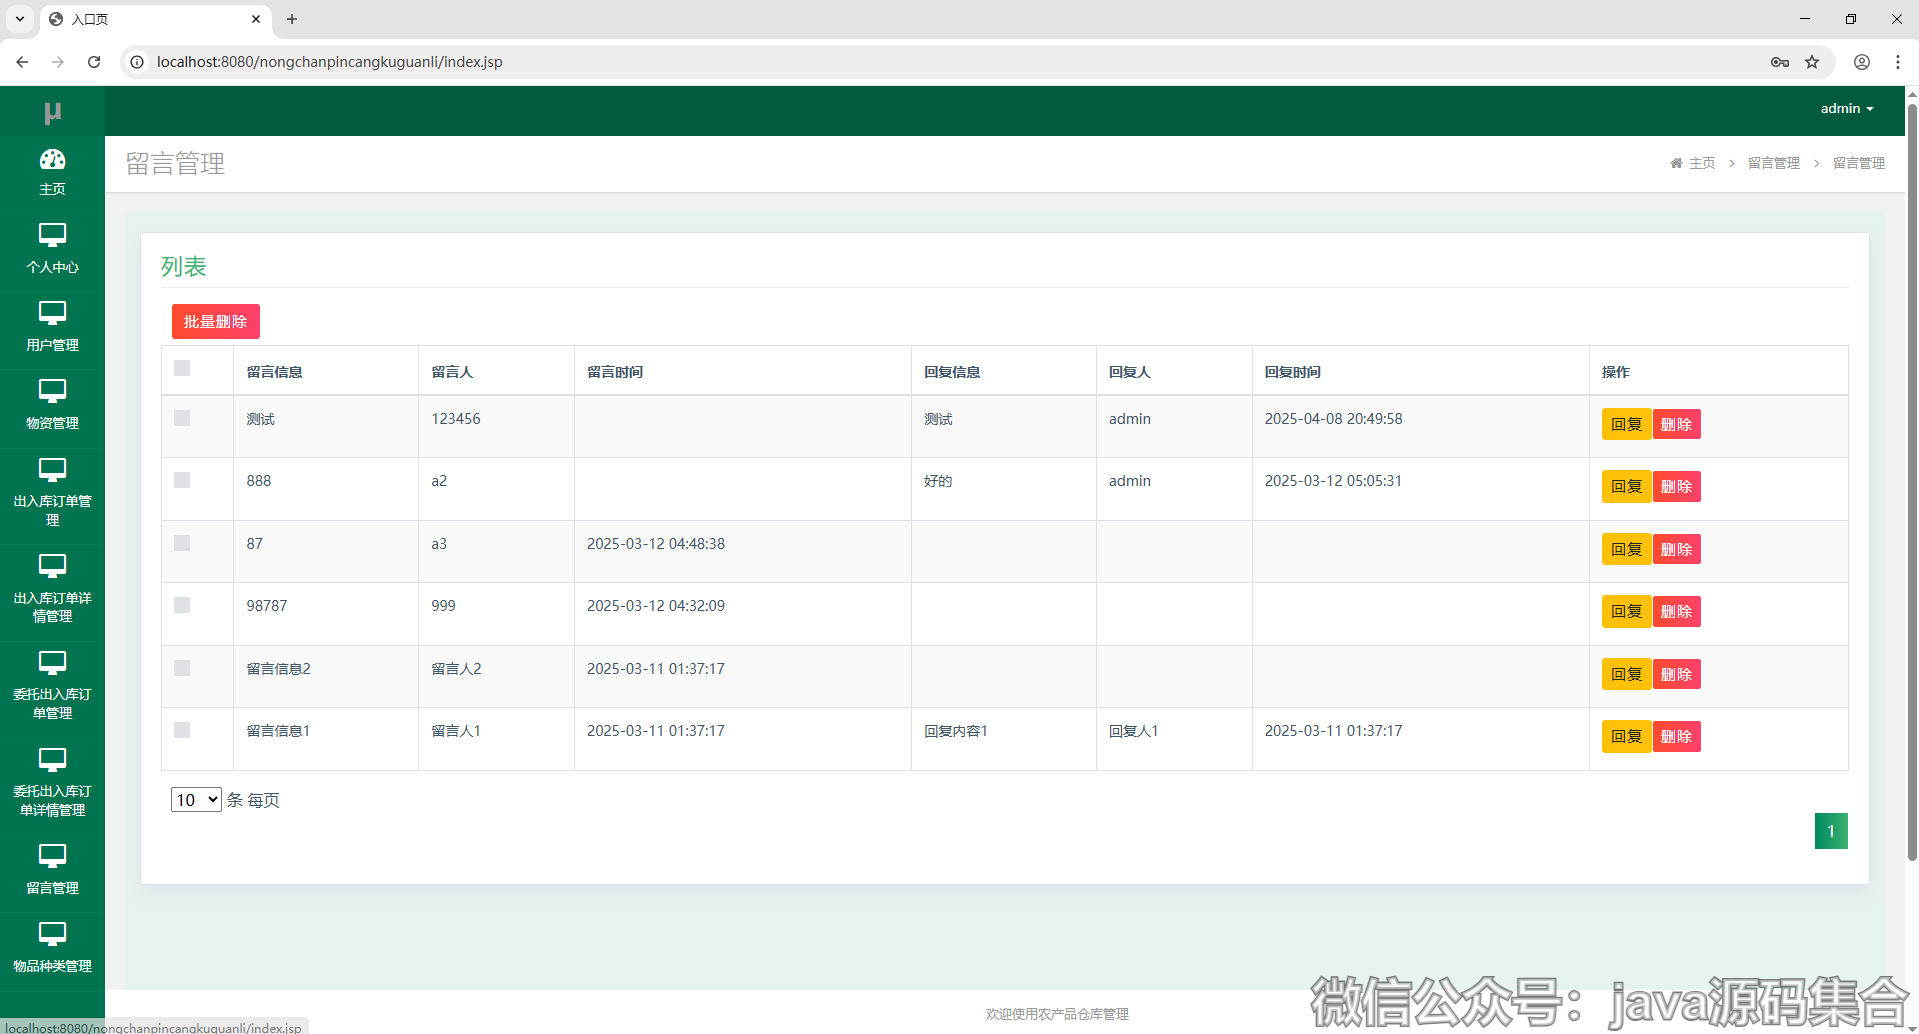 入口页
localhost:8080/nongchanpincangkuguanli/index.jsp
μ
admin
主页
个人中心
用户管理
物资管理
出入库订单管
理
出入库订单详
情管理
委托出入库订
单管理
委托出入库订
单详情管理
留言管理
物品种类管理
留言管理
主页 > 留言管理 > 留言管理
列表
批量删除
留言信息 留言人 留言时间 回复信息 回复人 回复时间 操作
测试 123456 测试 admin 2025-04-08 20:49:58 回复 删除
888 a2 好的 admin 2025-03-12 05:05:31 回复 删除
87 a3 2025-03-12 04:48:38 回复 删除
98787 999 2025-03-12 04:32:09 回复 删除
留言信息2 留言人2 2025-03-11 01:37:17 回复 删除
留言信息1 留言人1 2025-03-11 01:37:17 回复内容1 回复人1 2025-03-11 01:37:17 回复 删除
10 条 每页
1
欢迎使用农产品仓库管理
微信公众号：java源码集合
localhost:8080/nongchanpincangkuguanli/index.jsp